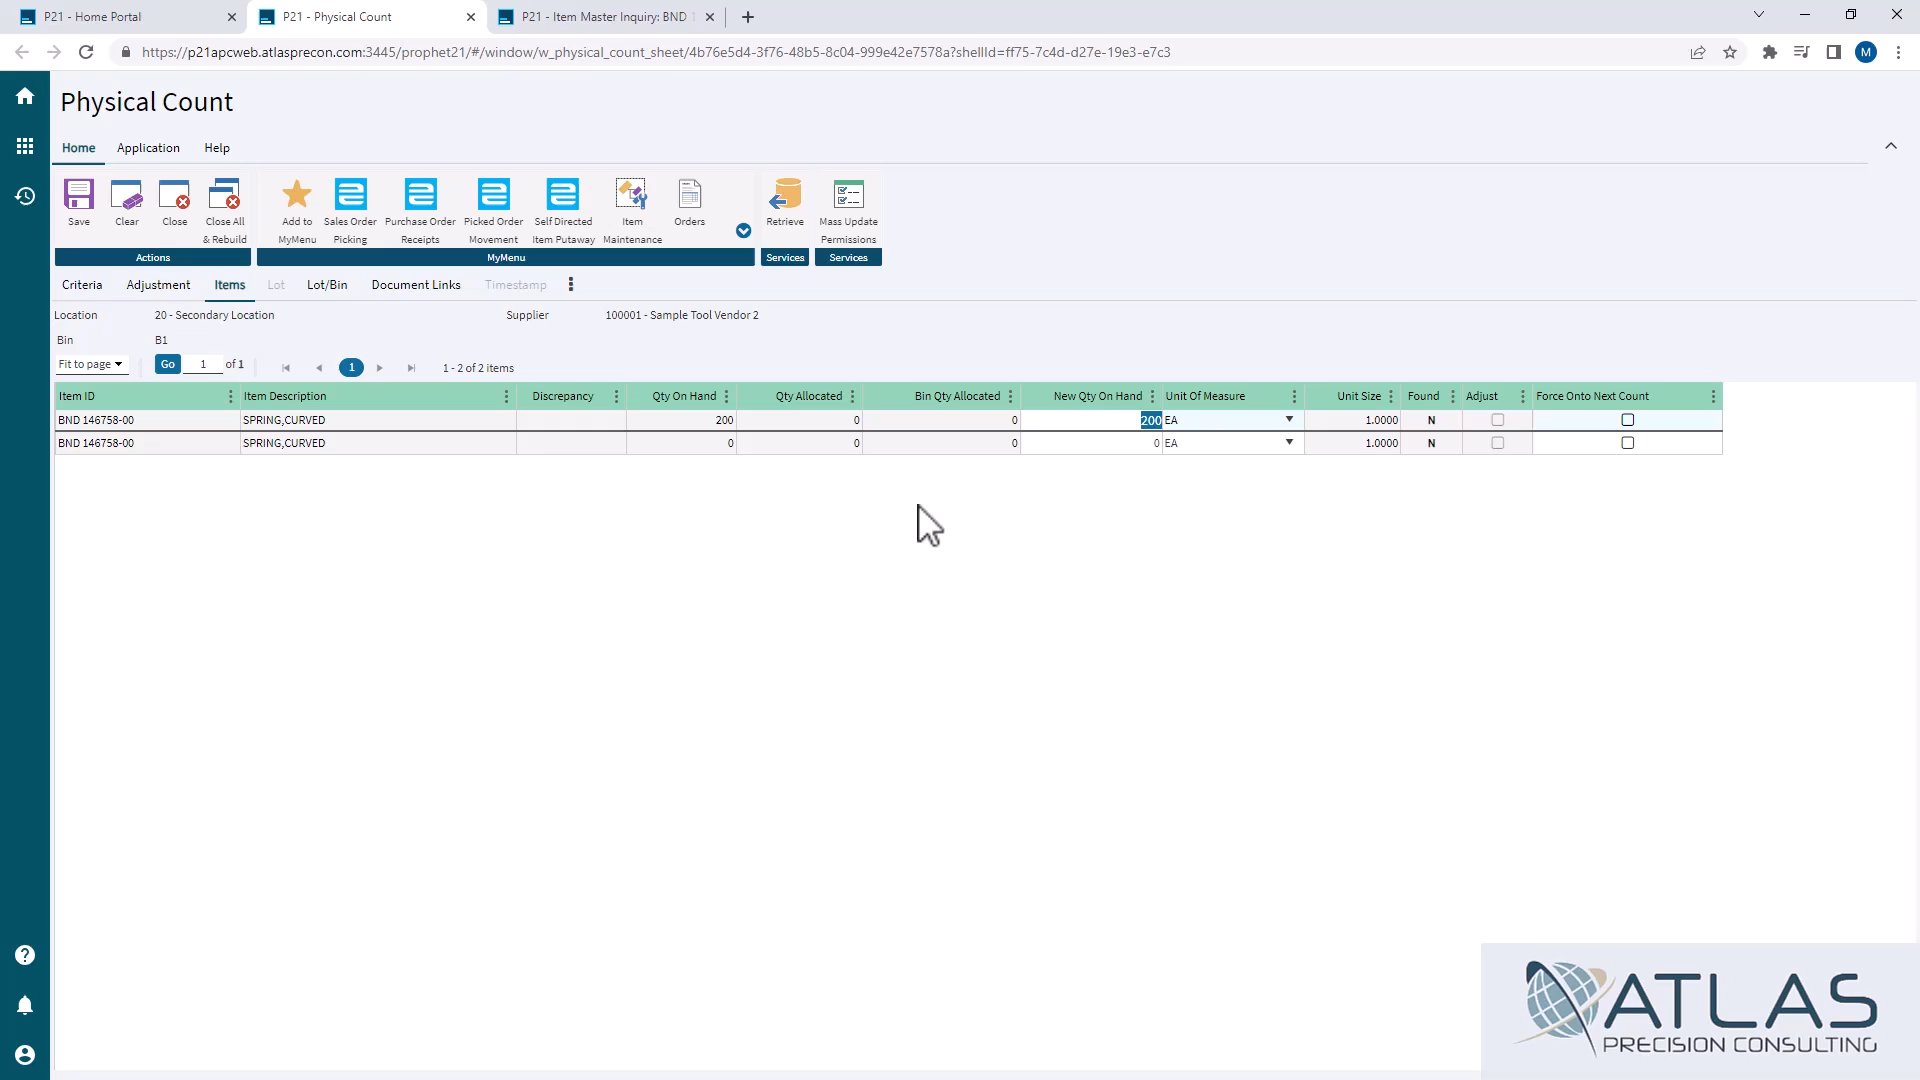 P21 - Home Portal
P21 - Physical Count
P21 - Item Master Inquiry: BND
https://p21apcweb.atlasprecon.com:3445/prophet21/#/window/w_physical_count_sheet/4b76e5d4-3f76-48b5-8c04-999e42e7578a?shellId=ff75-7c4d-d27e-19e3-e7c3
M
Physical Count
Home Application Help
Save
Clear
Close
Close All & Rebuild
Add to MyMenu
Sales Order Picking
Purchase Order Receipts
Picked Order Movement
Self Directed Item Putaway
Item Maintenance
Orders
Retrieve
Mass Update Permissions
Actions MyMenu Services Services
Criteria Adjustment Items Lot Lot/Bin Document Links Timestamp
Location 20 - Secondary Location Supplier 100001 - Sample Tool Vendor 2
Bin B1
Fit to page Go 1 of 1 1 1 - 2 of 2 items
Item ID Item Description Discrepancy Qty On Hand Qty Allocated Bin Qty Allocated New Qty On Hand Unit Of Measure Unit Size Found Adjust Force Onto Next Count
BND 146758-00 SPRING,CURVED 200 0 0 200 EA 1.0000 N
BND 146758-00 SPRING,CURVED 0 0 0 0 EA 1.0000 N
ATLAS
PRECISION CONSULTING